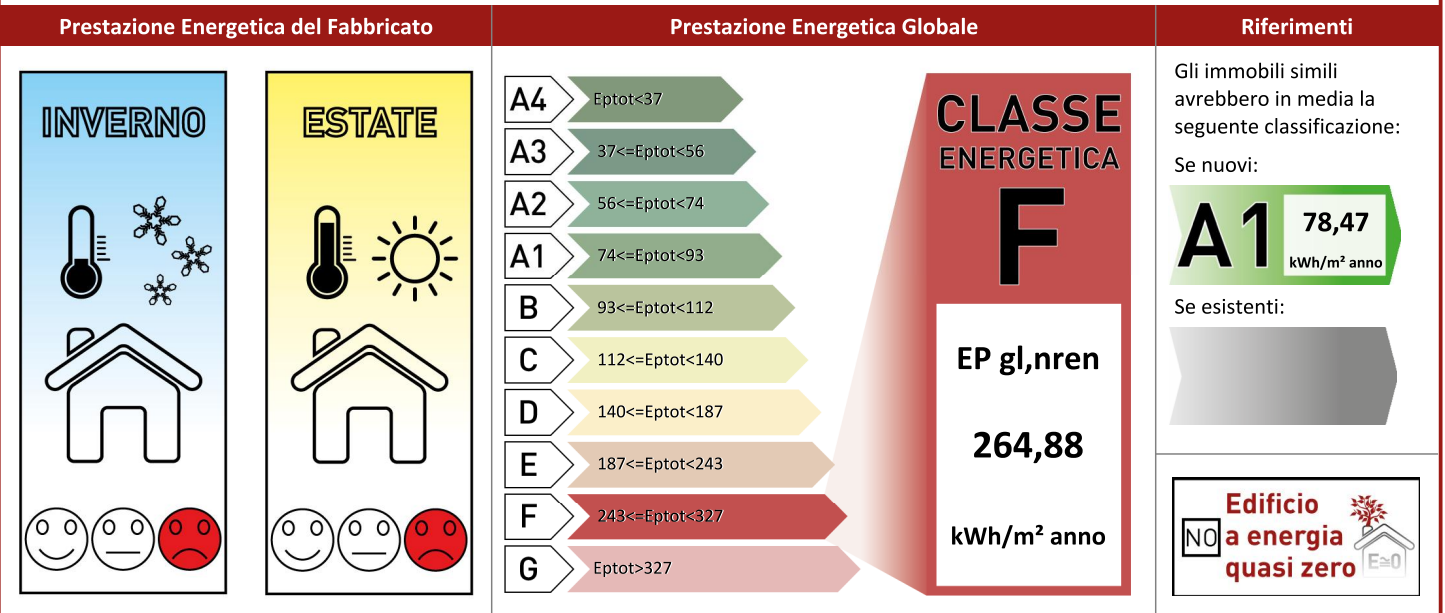 Prestazione Energetica del Fabbricato
Prestazione Energetica Globale
Riferimenti
INVERNO
ESTATE
A4
Eptot<37
A3
37<=Eptot<56
A2
56<=Eptot<74
A1
74<=Eptot<93
B
93<=Eptot<112
C
112<=Eptot<140
D
140<=Eptot<187
E
187<=Eptot<243
F
243<=Eptot<327
G
Eptot>327
CLASSE
ENERGETICA
F
EP gl,nren
264,88
kWh/m² anno
Gli immobili simili
avrebbero in media la
seguente classificazione:
Se nuovi:
A1
78,47
kWh/m² anno
Se esistenti:
Edificio
NO a energia
quasi zero
E≅0